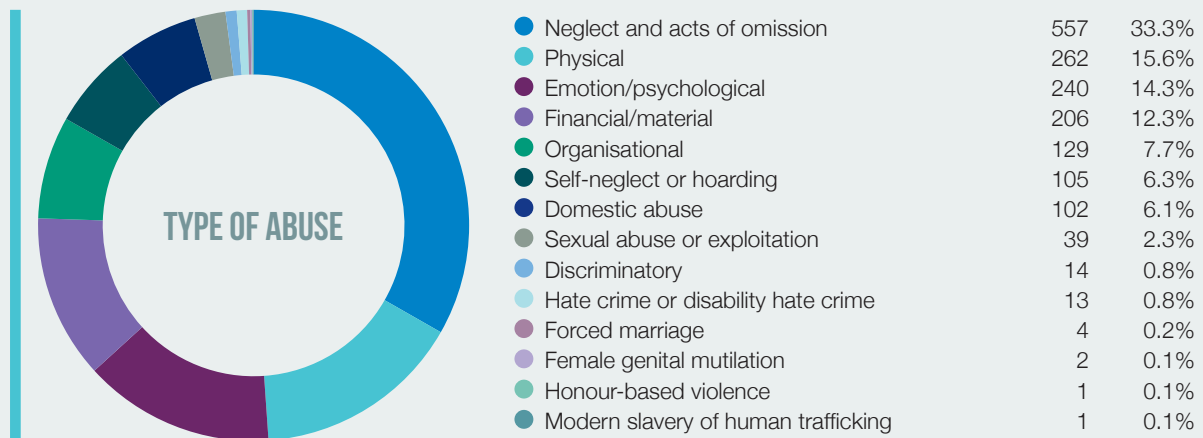 TYPE OF ABUSE
Neglect and acts of omission 557 33.3%
Physical 262 15.6%
Emotion/psychological 240 14.3%
Financial/material 206 12.3%
Organisational 129 7.7%
Self-neglect or hoarding 105 6.3%
Domestic abuse 102 6.1%
Sexual abuse or exploitation 39 2.3%
Discriminatory 14 0.8%
Hate crime or disability hate crime 13 0.8%
Forced marriage 4 0.2%
Female genital mutilation 2 0.1%
Honour-based violence 1 0.1%
Modern slavery of human trafficking 1 0.1%